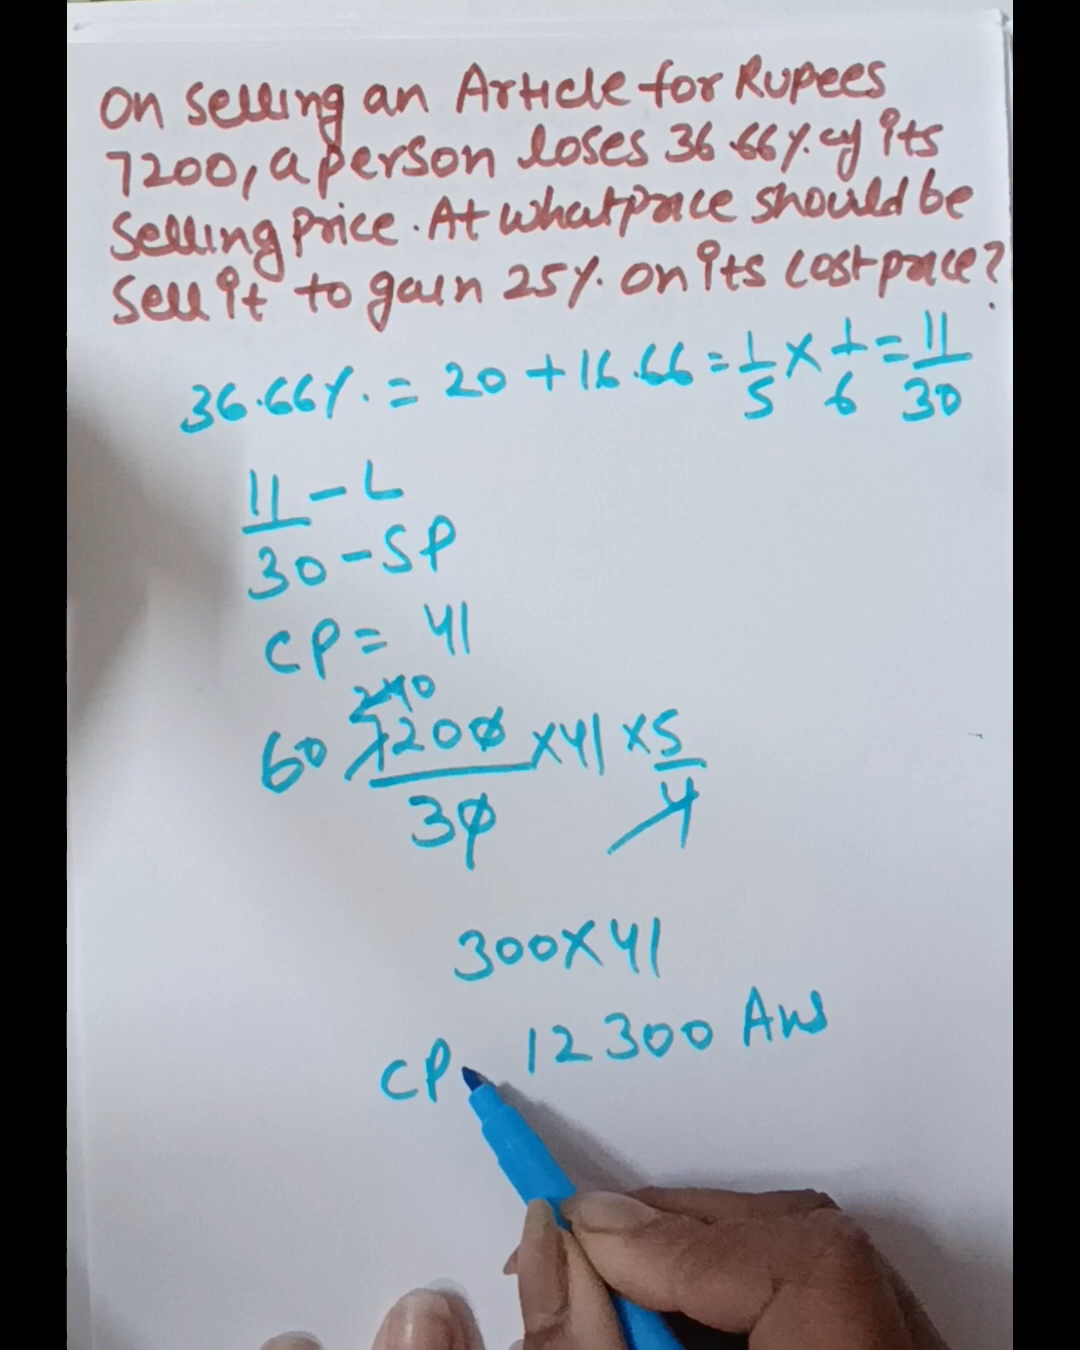 On selling an Article for Rupees
7200, a person loses 36.66% of its
selling price. At what price should be
sell it to gain 25% on its cost price?
36.66% = 20 + 16.66 = 1/5 × 1/6 = 11/30
11 - L
30 - SP
CP = 41
240
60 7200/30 × 41 × 5/4
300 × 41
12300 Ans
CP